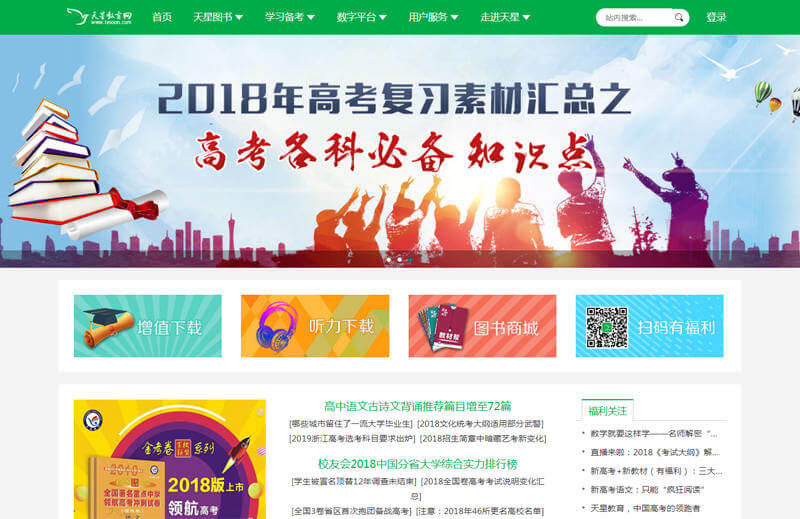 天星教育网
www.tesoon.com
首页
天星图书
学习备考
数字平台
用户服务
走进天星
站内搜索...
登录
2018年高考复习素材汇总之
高考各科必备知识点
增值下载
听力下载
教材帮
图书商城
扫码有福利
金考卷
系列
2018版上市
领航高考
全国著名重点中学
领航高考冲刺试卷
高中语文古诗文背诵推荐篇目增至72篇
[哪些城市留住了一流大学毕业生] [2018文化统考大纲适用部分武警]
[2019浙江高考选考科目要求出炉] [2018招生简章中暗藏艺考新变化]
校友会2018中国分省大学综合实力排行榜
[学生被冒名顶替12年调查未结束] [2018全国卷高考考试说明变化汇
总]
[全国3卷省区首次抱团备战高考] [注意：2018年46所更名高校名单]
福利关注
数学就要这样学——名师解密“...
直播来啦：2018《考试大纲》解...
新高考+新教材（有福利）：三大...
新高考语文：只能“疯狂阅读”
天星教育，中国高考的领跑者